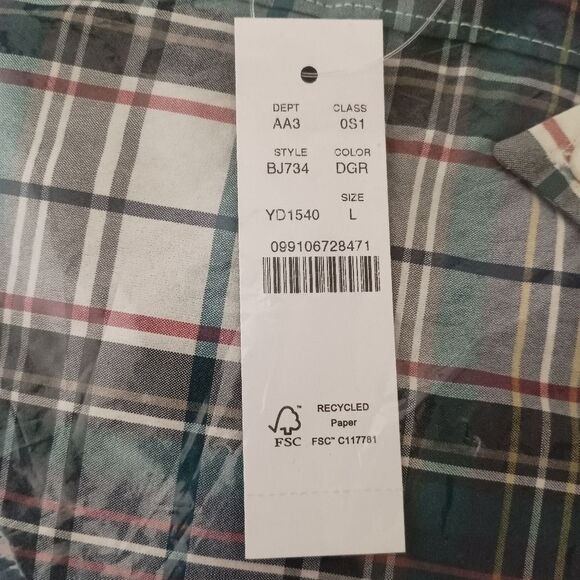 DEPT CLASS
AA3 0S1
STYLE COLOR
BJ734 DGR
SIZE
YD1540 L
099106728471
RECYCLED
Paper
FSC FSC™ C117781